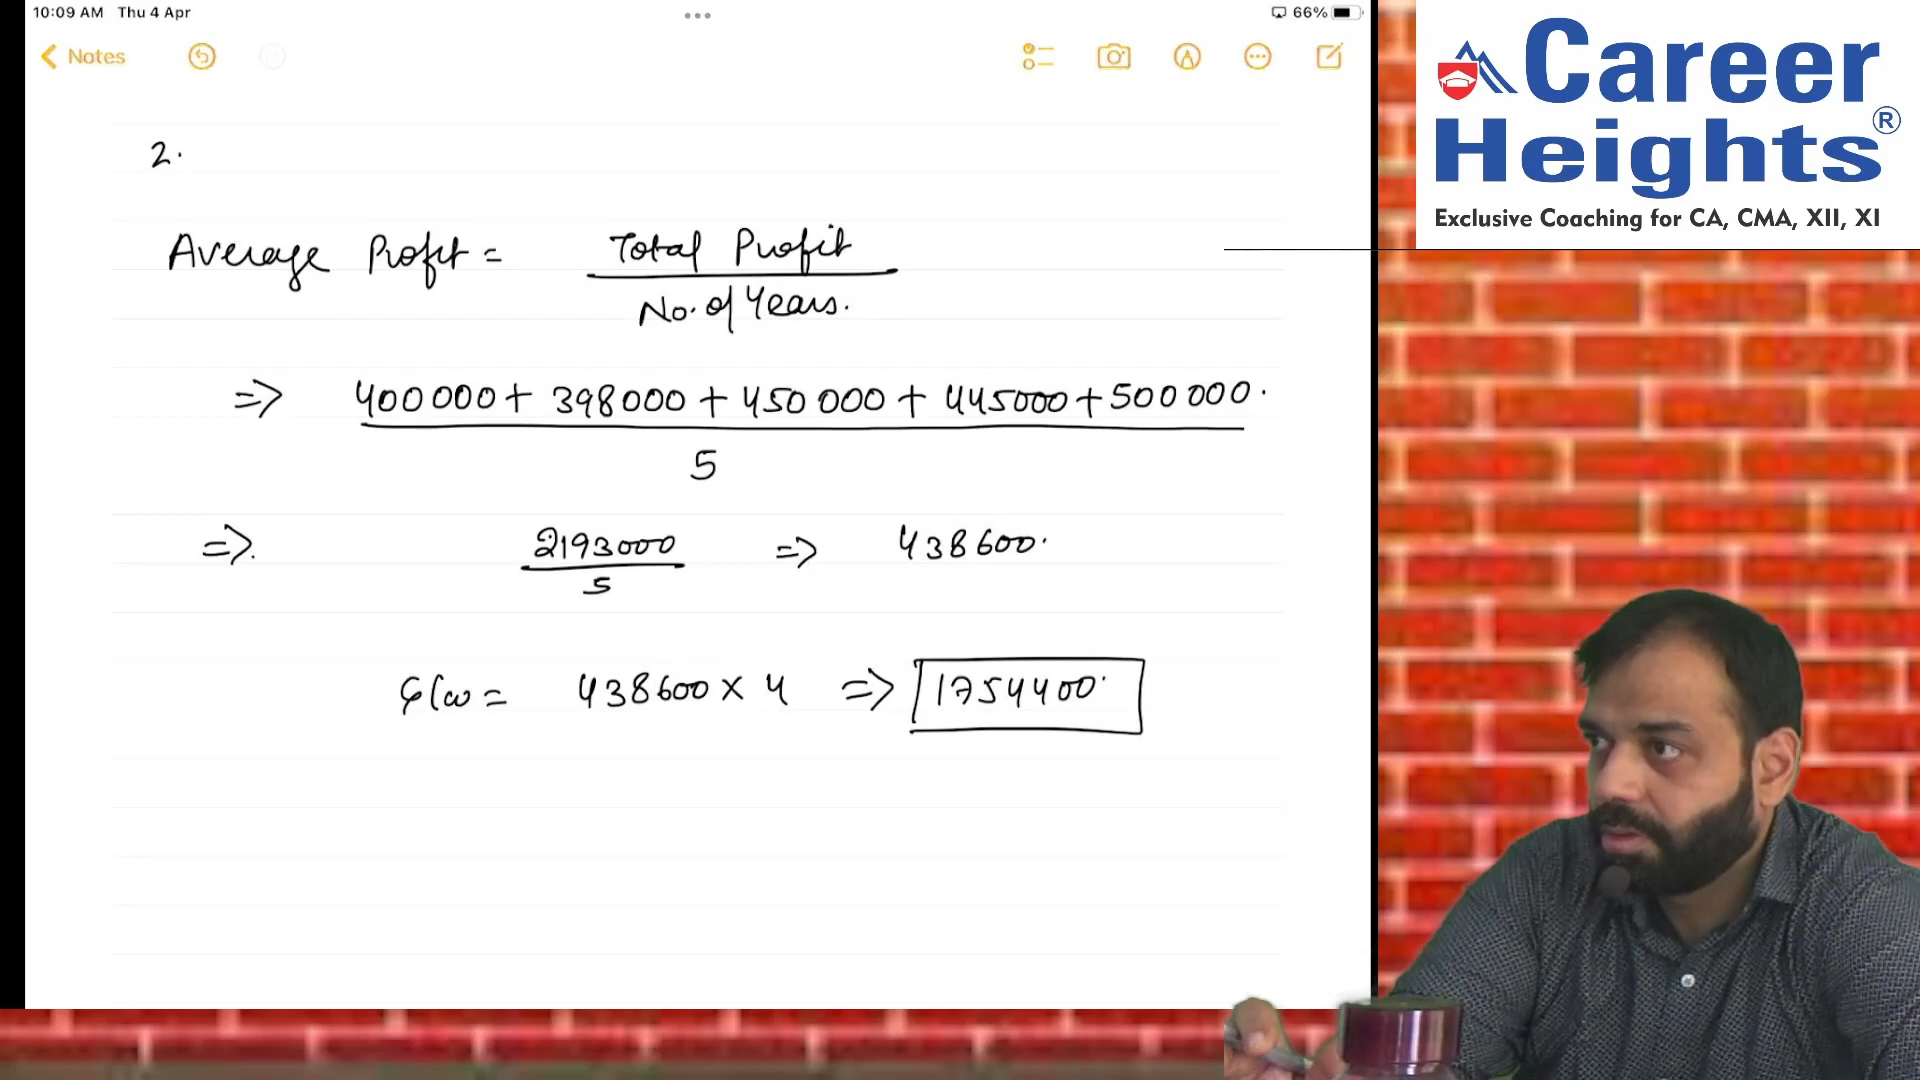 10:09 AM Thu 4 Apr
66%
Notes
Career
Heights®
Exclusive Coaching for CA, CMA, XII, XI
2.
Average Profit = Total Profit
No. of Years.
=> 400000 + 398000 + 450000 + 445000 + 500000.
5
=>. 2193000 => 438600.
5
G/w = 438600 x 4 => 1754400.